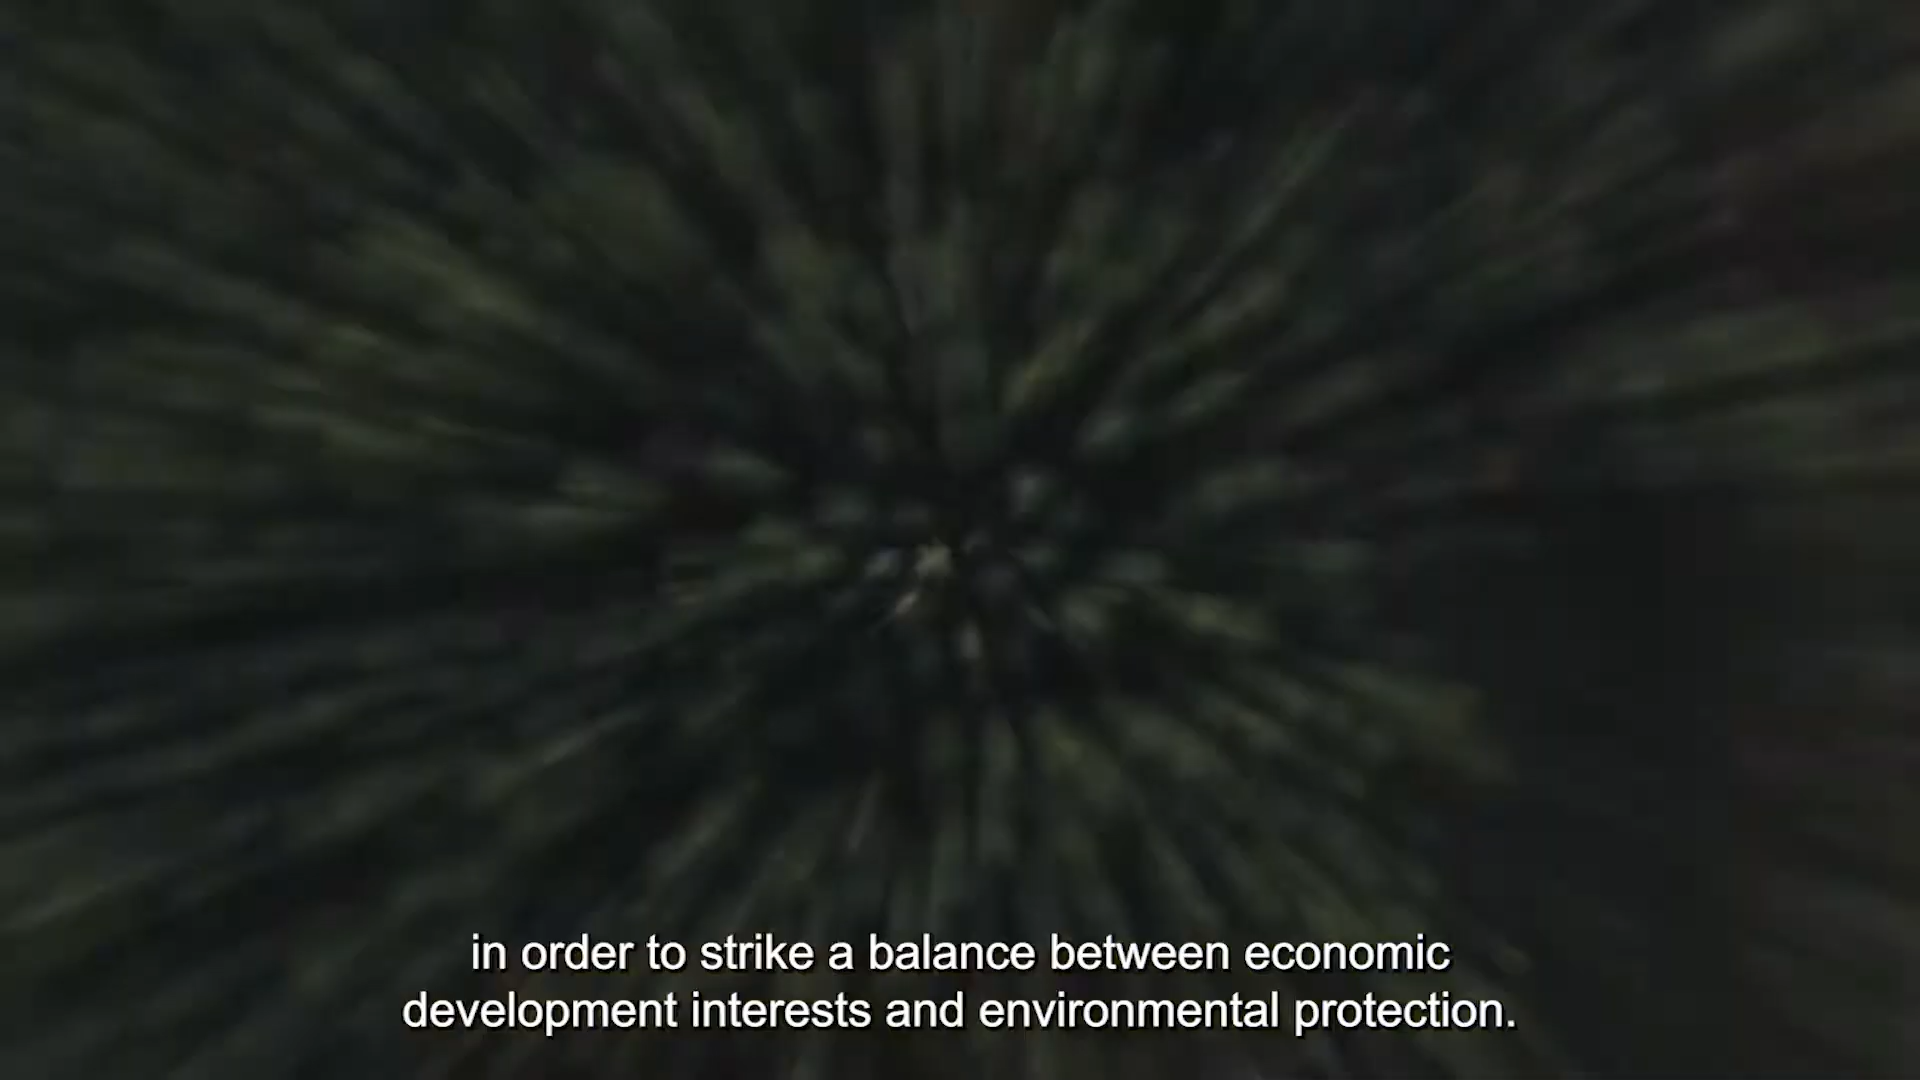 in order to strike a balance between economic
development interests and environmental protection.